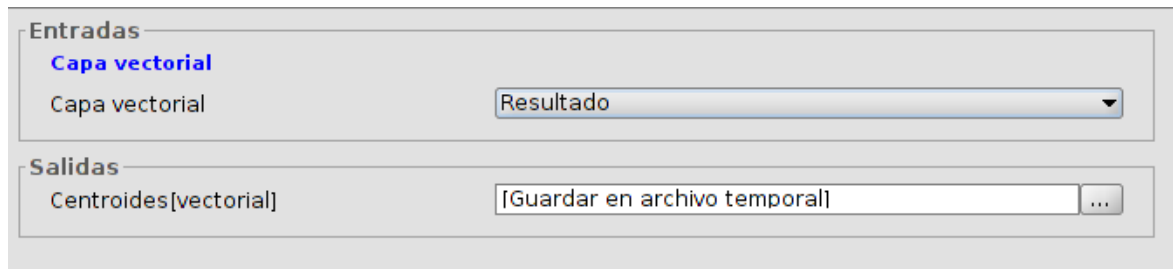 Entradas
Capa vectorial
Capa vectorial Resultado
Salidas
Centroides[vectorial] [Guardar en archivo temporal] ...